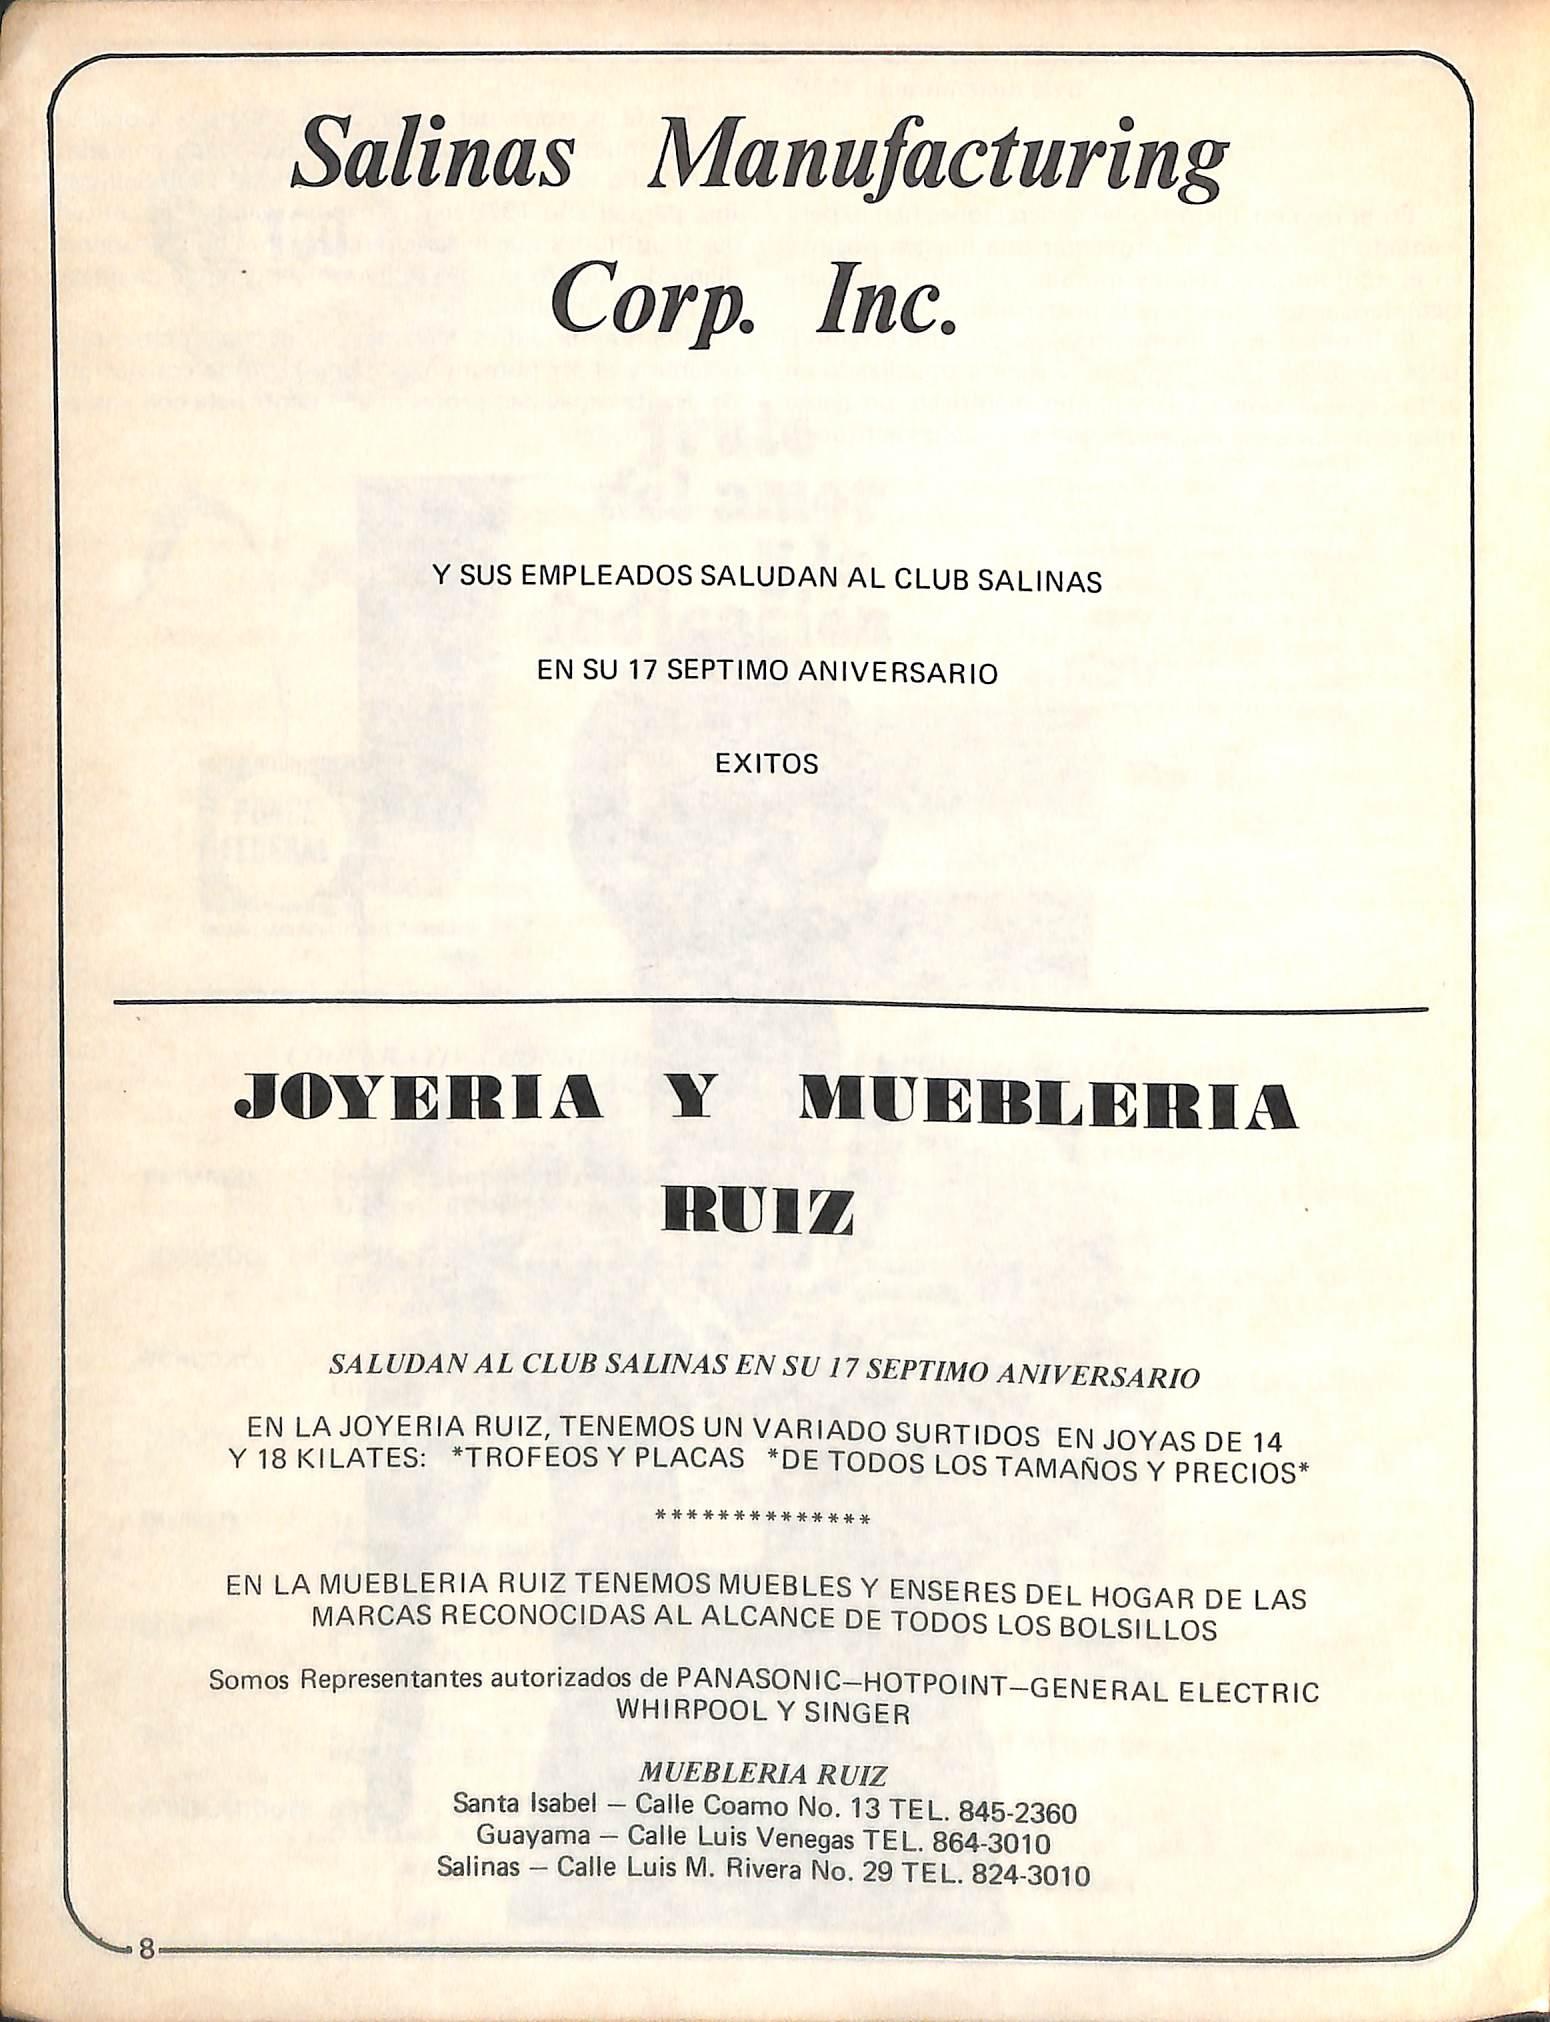 Salinas Manufacturing
Corp. Inc.
Y SUS EMPLEADOS SALUDAN AL CLUB SALINAS
EN SU 17 SEPTIMO ANIVERSARIO
EXITOS
JOYERIA Y MUEBLERIA
RUIZ
SALUDAN AL CLUB SALINAS EN SU 17 SEPTIMO ANIVERSARIO
EN LA JOYERIA RUIZ, TENEMOS UN VARIADO SURTIDOS EN JOYAS DE 14
Y 18 KILATES: *TROFEOS Y PLACAS *DE TODOS LOS TAMAÑOS Y PRECIOS*
**************
EN LA MUEBLERIA RUIZ TENEMOS MUEBLES Y ENSERES DEL HOGAR DE LAS
MARCAS RECONOCIDAS AL ALCANCE DE TODOS LOS BOLSILLOS
Somos Representantes autorizados de PANASONIC—HOTPOINT—GENERAL ELECTRIC
WHIRPOOL Y SINGER
MUEBLERIA RUIZ
Santa Isabel — Calle Coamo No. 13 TEL. 845-2360
Guayama — Calle Luis Venegas TEL. 864-3010
Salinas — Calle Luis M. Rivera No. 29 TEL. 824-3010
8